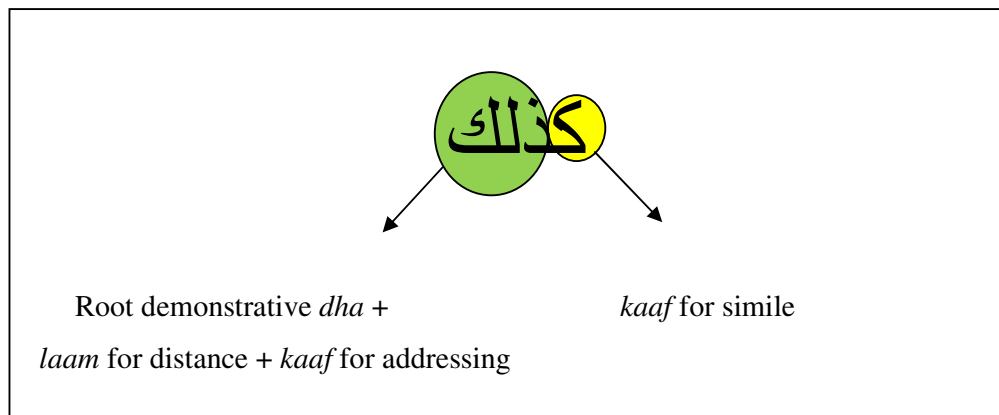 كذلك
Root demonstrative dha +
kaaf for simile
laam for distance + kaaf for addressing